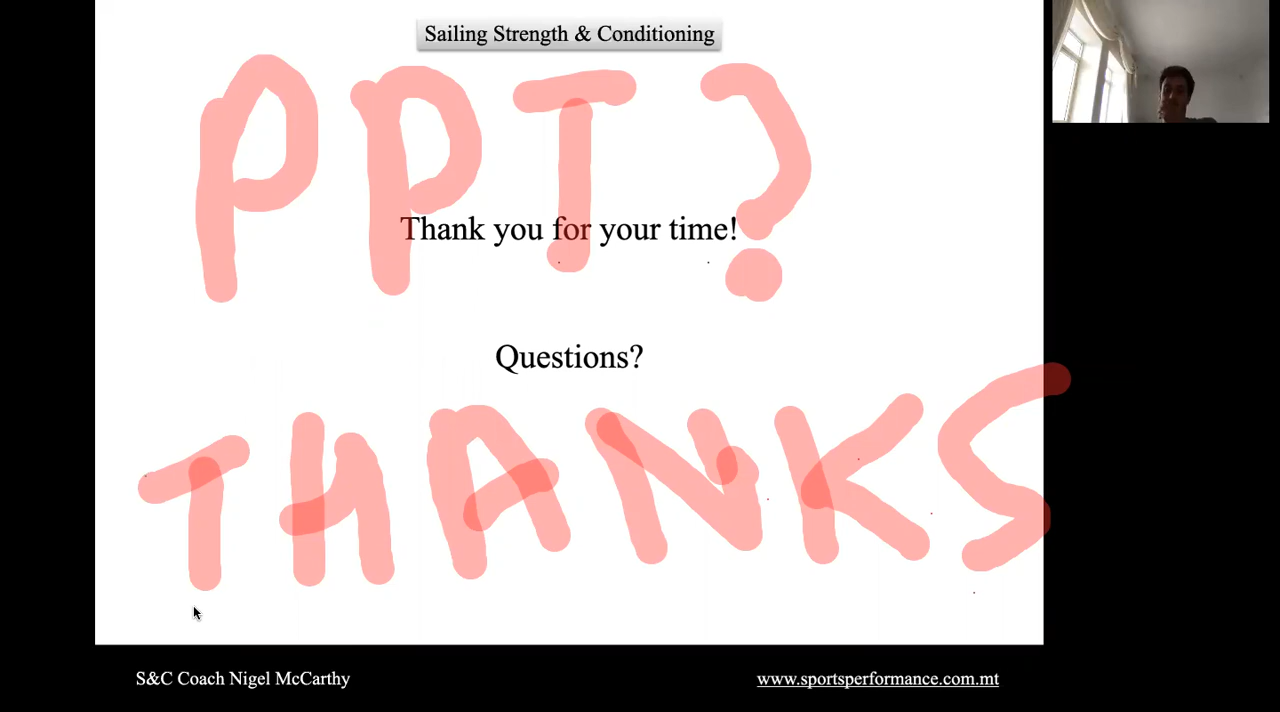 Sailing Strength & Conditioning
PPT?
Thank you for your time!
Questions?
THANKS
S&C Coach Nigel McCarthy
www.sportsperformance.com.mt